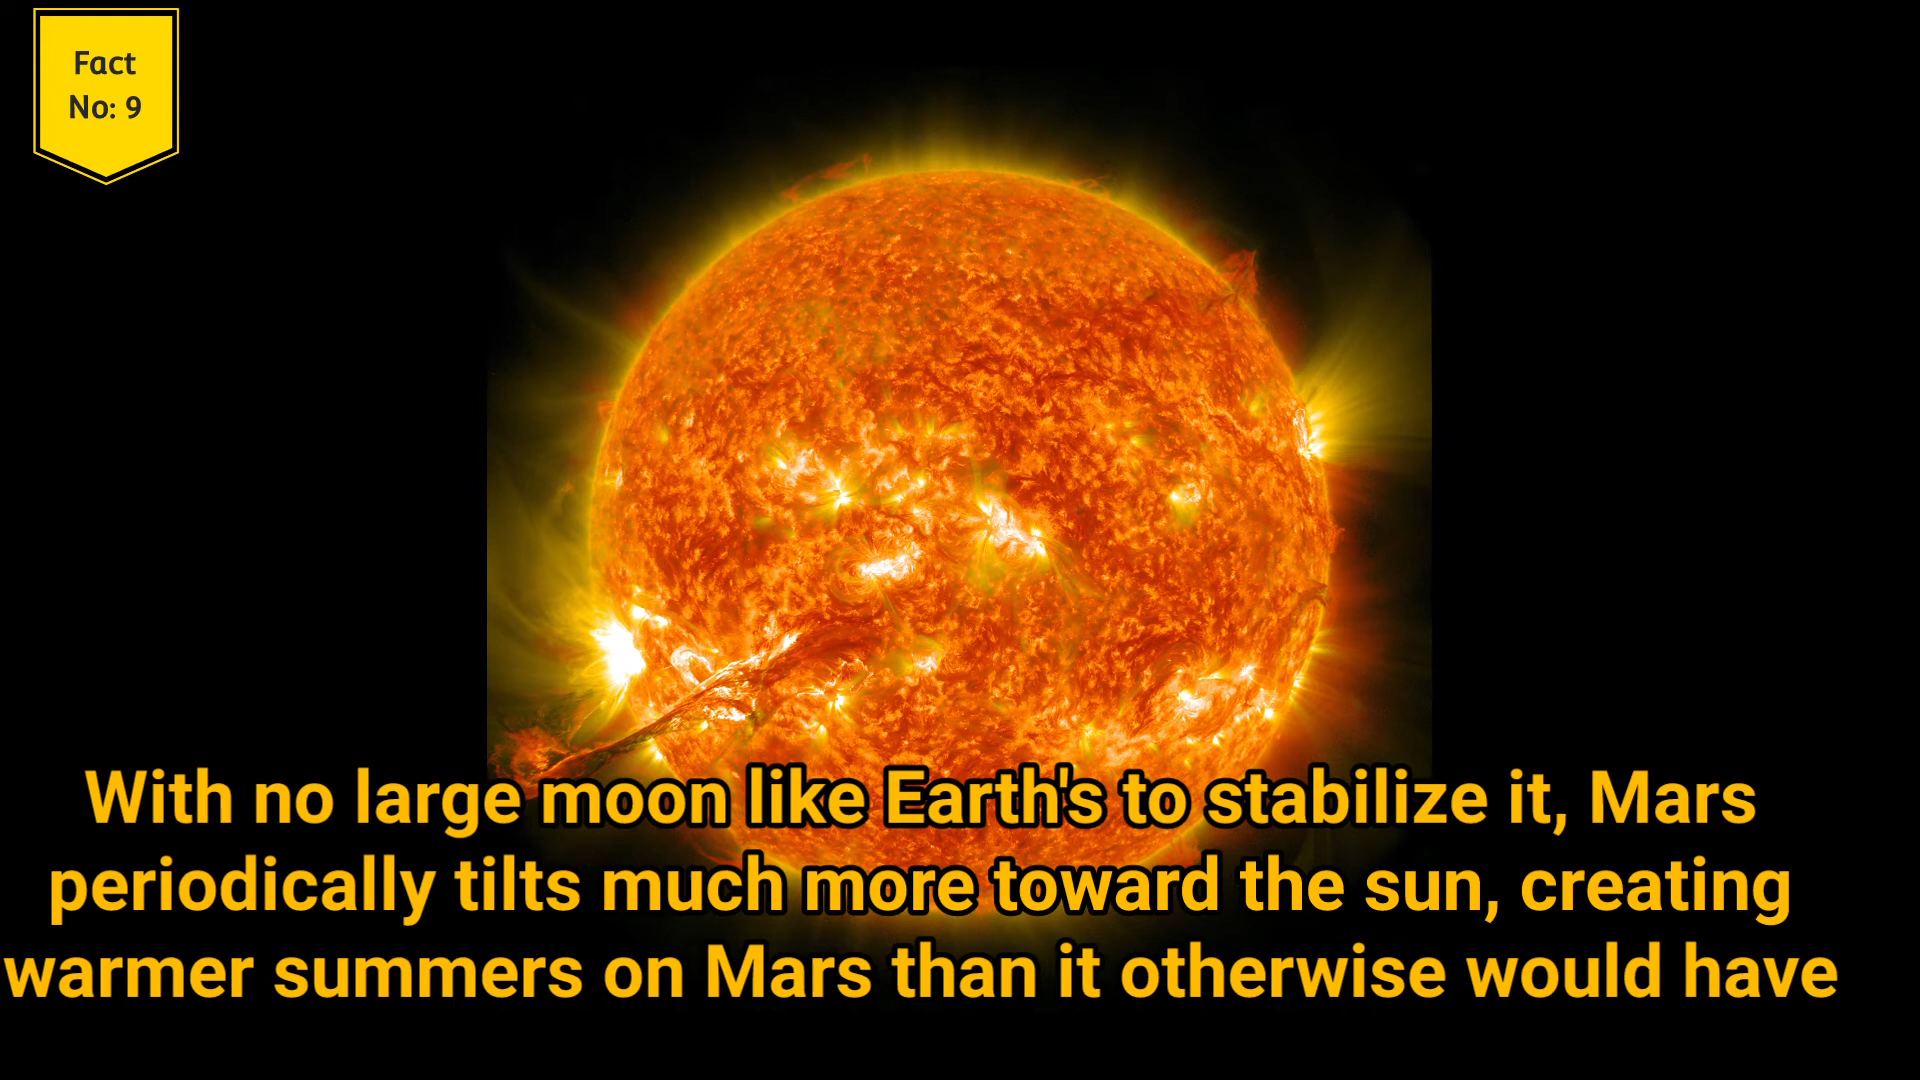 Fact
No: 9
With no large moon like Earth's to stabilize it, Mars
periodically tilts much more toward the sun, creating
warmer summers on Mars than it otherwise would have